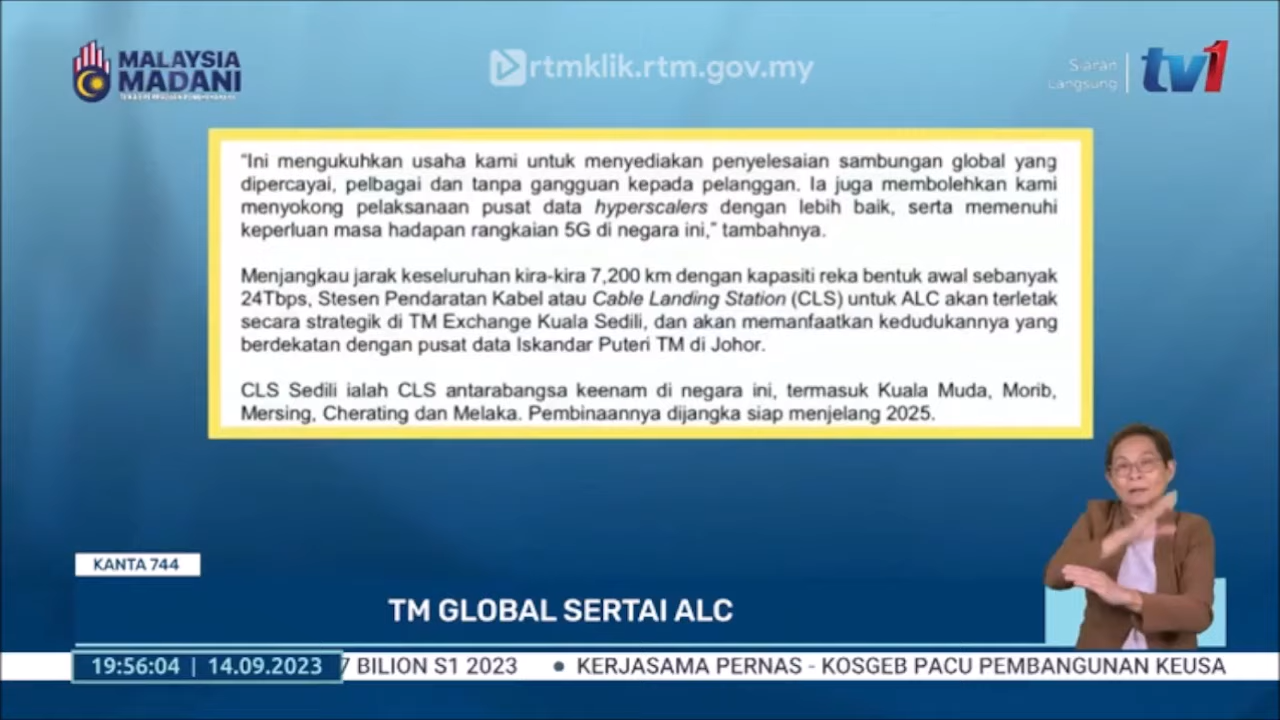 MALAYSIA
MADANI
rtmklik.rtm.gov.my
Siaran
Langsung
tv1
“Ini mengukuhkan usaha kami untuk menyediakan penyelesaian sambungan global yang
dipercayai, pelbagai dan tanpa gangguan kepada pelanggan. Ia juga membolehkan kami
menyokong pelaksanaan pusat data hyperscalers dengan lebih baik, serta memenuhi
keperluan masa hadapan rangkaian 5G di negara ini,” tambahnya.
Menjangkau jarak keseluruhan kira-kira 7,200 km dengan kapasiti reka bentuk awal sebanyak
24Tbps, Stesen Pendaratan Kabel atau Cable Landing Station (CLS) untuk ALC akan terletak
secara strategik di TM Exchange Kuala Sedili, dan akan memanfaatkan kedudukannya yang
berdekatan dengan pusat data Iskandar Puteri TM di Johor.
CLS Sedili ialah CLS antarabangsa keenam di negara ini, termasuk Kuala Muda, Morib,
Mersing, Cherating dan Melaka. Pembinaannya dijangka siap menjelang 2025.
KANTA 744
TM GLOBAL SERTAI ALC
19:56:04 | 14.09.2023 7 BILION S1 2023 • KERJASAMA PERNAS - KOSGEB PACU PEMBANGUNAN KEUSA